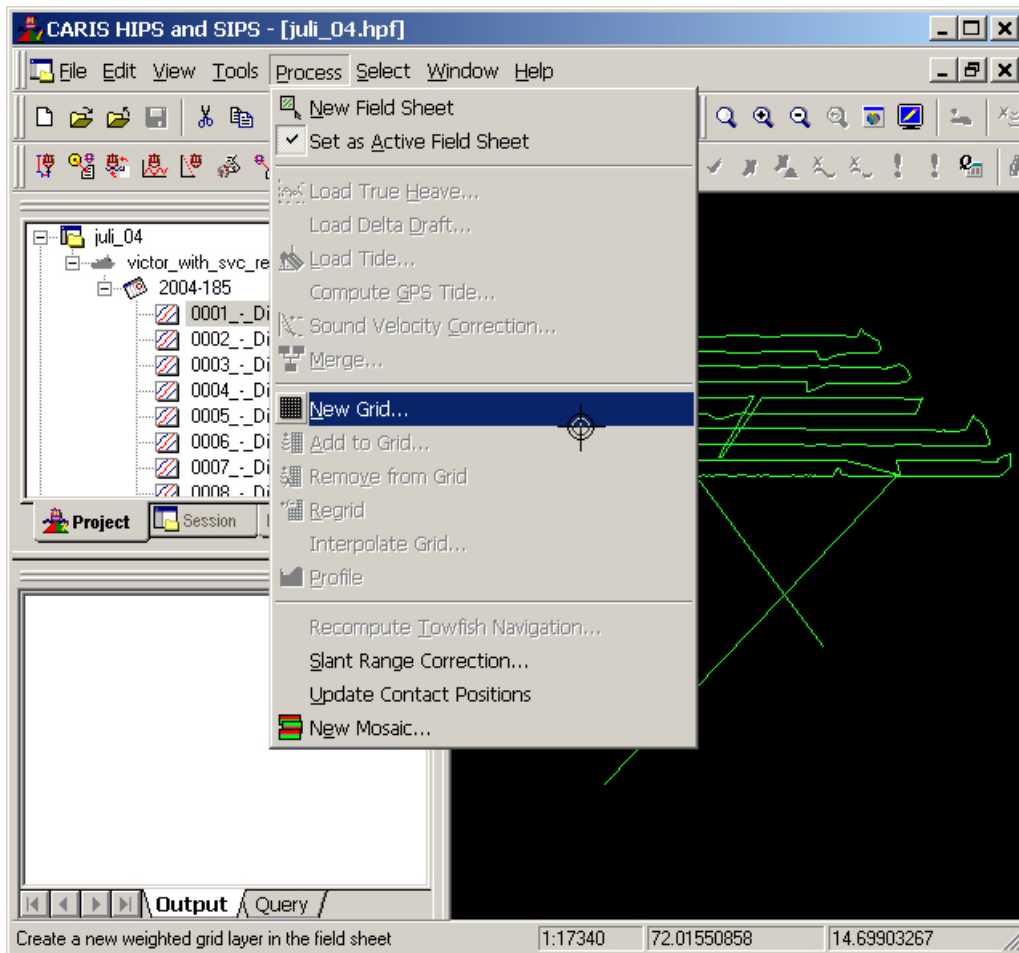 CARIS HIPS and SIPS - [juli_04.hpf]
File Edit View Tools Process Select Window Help
New Field Sheet
Set as Active Field Sheet
Load True Heave...
Load Delta Draft...
Load Tide...
Compute GPS Tide...
Sound Velocity Correction...
Merge...
New Grid...
Add to Grid...
Remove from Grid
Regrid
Interpolate Grid...
Profile
Recompute Towfish Navigation...
Slant Range Correction...
Update Contact Positions
New Mosaic...
juli_04
victor_with_svc_re
2004-185
0001_-_Di
0002_-_Di
0003_-_Di
0004_-_Di
0005_-_Di
0006_-_Di
0007_-_Di
0008_-_Di
Project Session
Output Query
Create a new weighted grid layer in the field sheet 1:17340 72.01550858 14.69903267